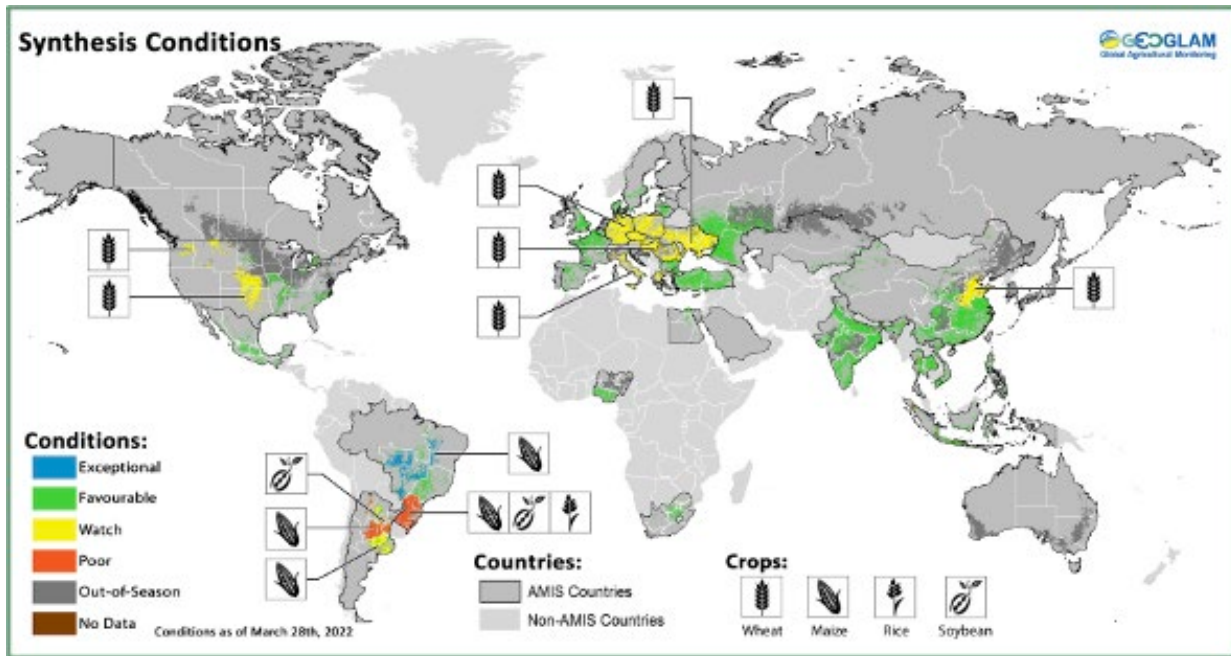 Synthesis Conditions
GEOGLAM
Global Agricultural Monitoring
Conditions:
Exceptional
Favourable
Watch
Poor
Out-of-Season
No Data
Conditions as of March 28th, 2022
Countries:
AMIS Countries
Non-AMIS Countries
Crops:
Wheat Maize Rice Soybean